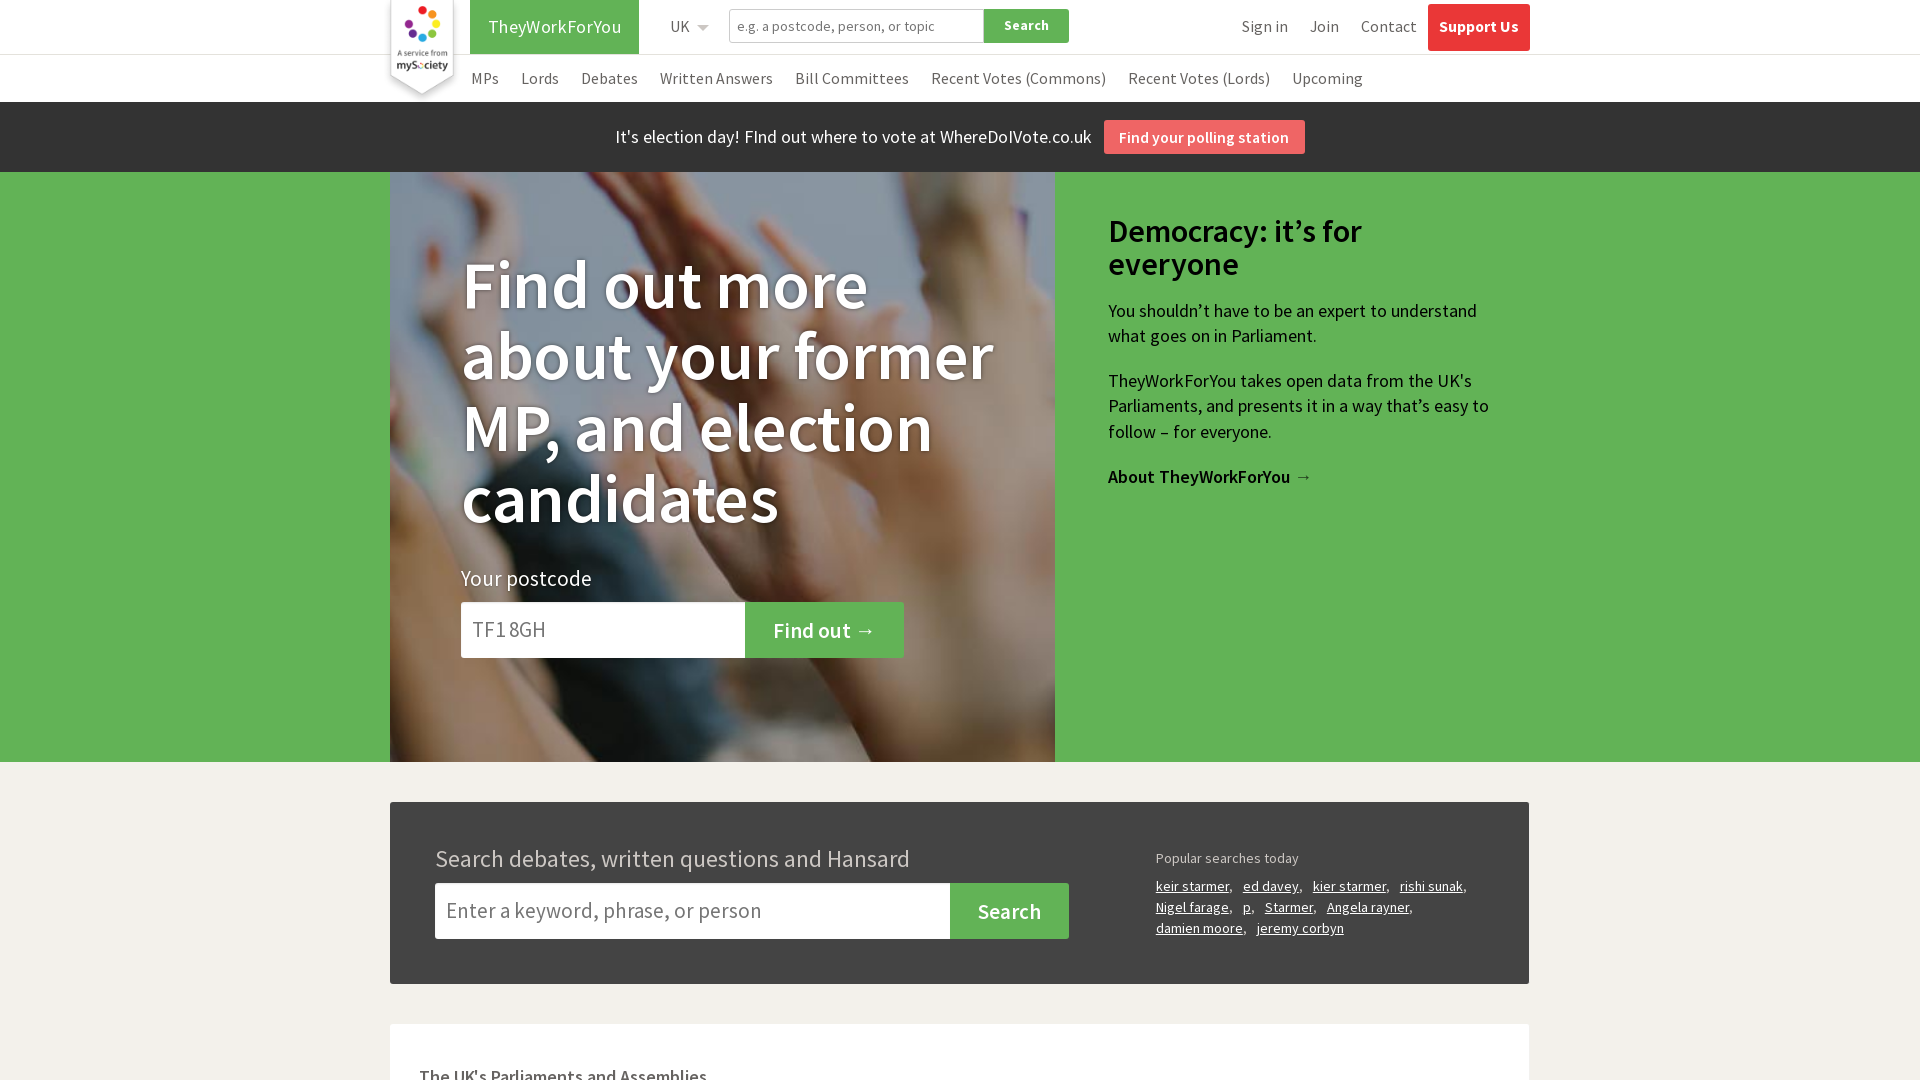 A service from
mySociety
TheyWorkForYou
UK
e.g. a postcode, person, or topic
Search
Sign in
Join
Contact
Support Us
MPs
Lords
Debates
Written Answers
Bill Committees
Recent Votes (Commons)
Recent Votes (Lords)
Upcoming
It's election day! FInd out where to vote at WhereDoIVote.co.uk
Find your polling station
Find out more
about your former
MP, and election
candidates
Your postcode
TF1 8GH
Find out →
Democracy: it’s for
everyone
You shouldn’t have to be an expert to understand
what goes on in Parliament.
TheyWorkForYou takes open data from the UK's
Parliaments, and presents it in a way that’s easy to
follow – for everyone.
About TheyWorkForYou →
Search debates, written questions and Hansard
Enter a keyword, phrase, or person
Search
Popular searches today
keir starmer, ed davey, kier starmer, rishi sunak,
Nigel farage, p, Starmer, Angela rayner,
damien moore, jeremy corbyn
The UK's Parliaments and Assemblies